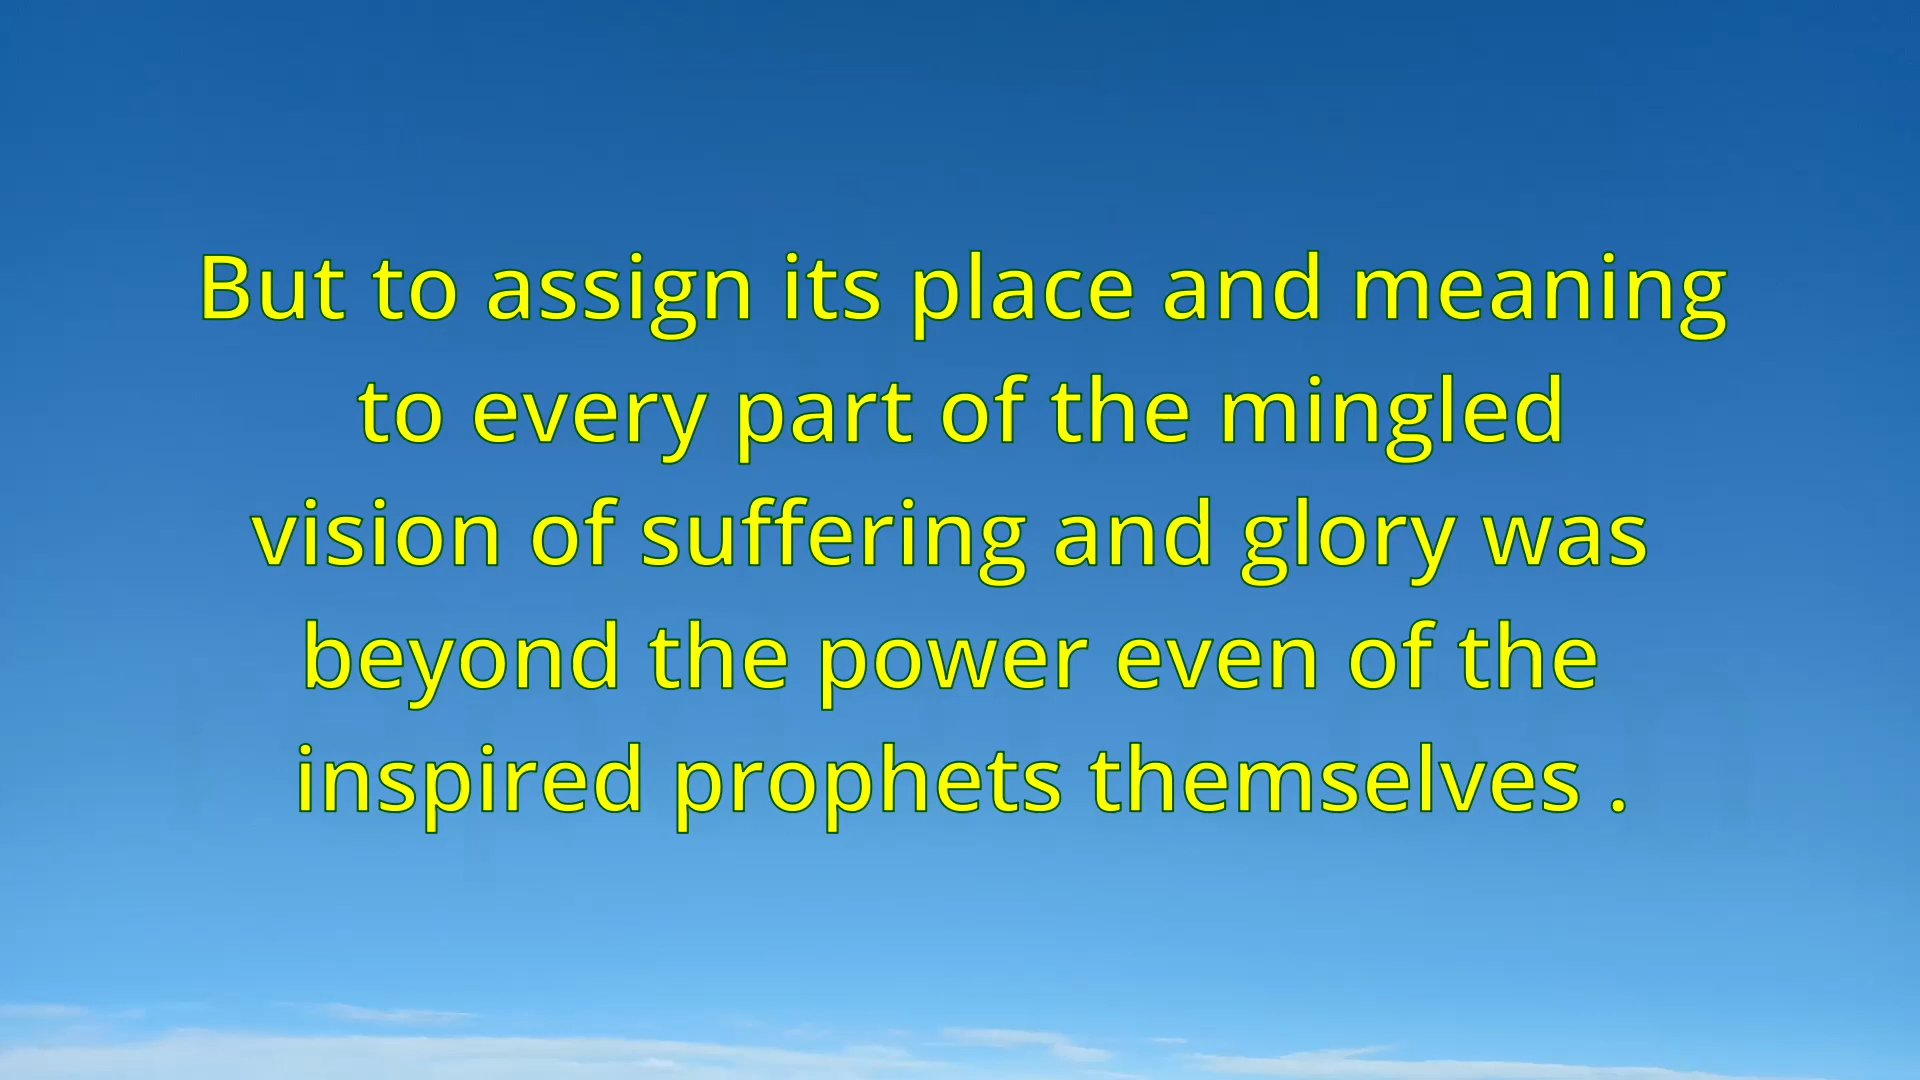 But to assign its place and meaning
to every part of the mingled
vision of suffering and glory was
beyond the power even of the
inspired prophets themselves .